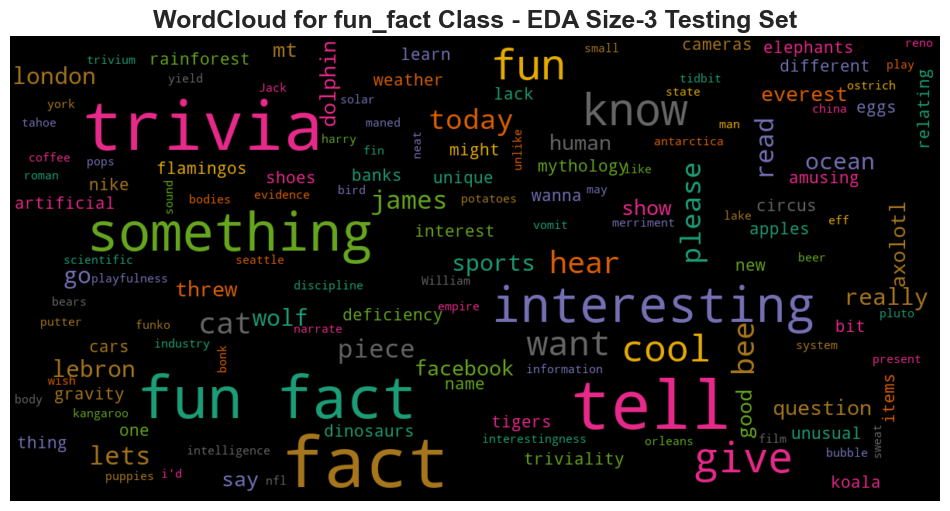 WordCloud for fun_fact Class - EDA Size-3 Testing Set
trivium rainforest mt dolphin learn fun small cameras elephants reno
london yield Jack weather tidbit different play
york solar lack know state everest ostrich eggs relating
tahoe trivia harry maned neat today might unlike human man china antarctica read
coffee pops flamingos fin banks unique mythology like ocean
roman nike sound shoes bird potatoes wanna may amusing
artificial bodies evidence james show please circus
something interest vomit merriment lake apples eff axolotl
scientific seattle sports hear new beer
go playfulness threw discipline William interesting really
bears cat wolf deficiency empire bit pluto
putter funko narrate want cool bee system
cars industry piece
lebron bonk facebook information present
wish name
body gravity fun fact tell good question items
kangaroo one dinosaurs tigers interestingness orleans film unusual sweat
thing lets intelligence fact triviality give bubble
puppies i'd say nfl koala